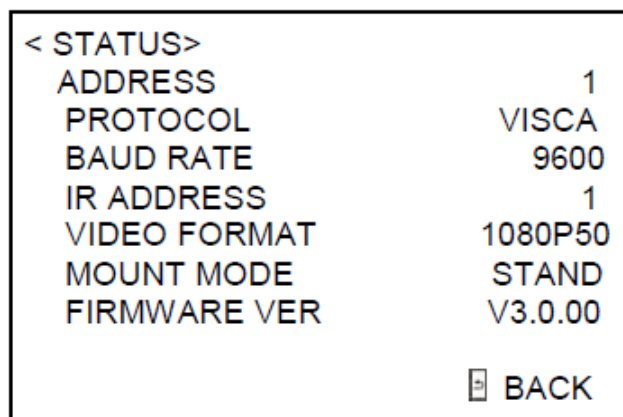 < STATUS>
ADDRESS 1
PROTOCOL VISCA
BAUD RATE 9600
IR ADDRESS 1
VIDEO FORMAT 1080P50
MOUNT MODE STAND
FIRMWARE VER V3.0.00
BACK